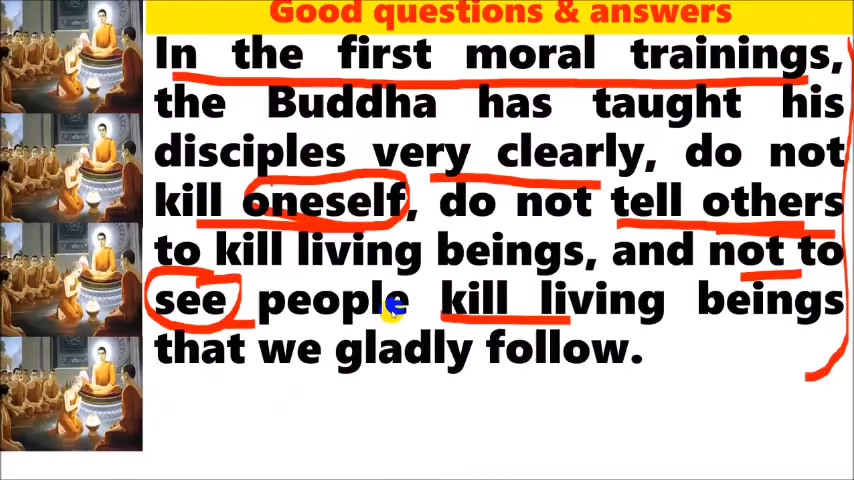 Good questions & answers
In the first moral trainings,
the Buddha has taught his
disciples very clearly, do not
kill oneself, do not tell others
to kill living beings, and not to
see people kill living beings
that we gladly follow.